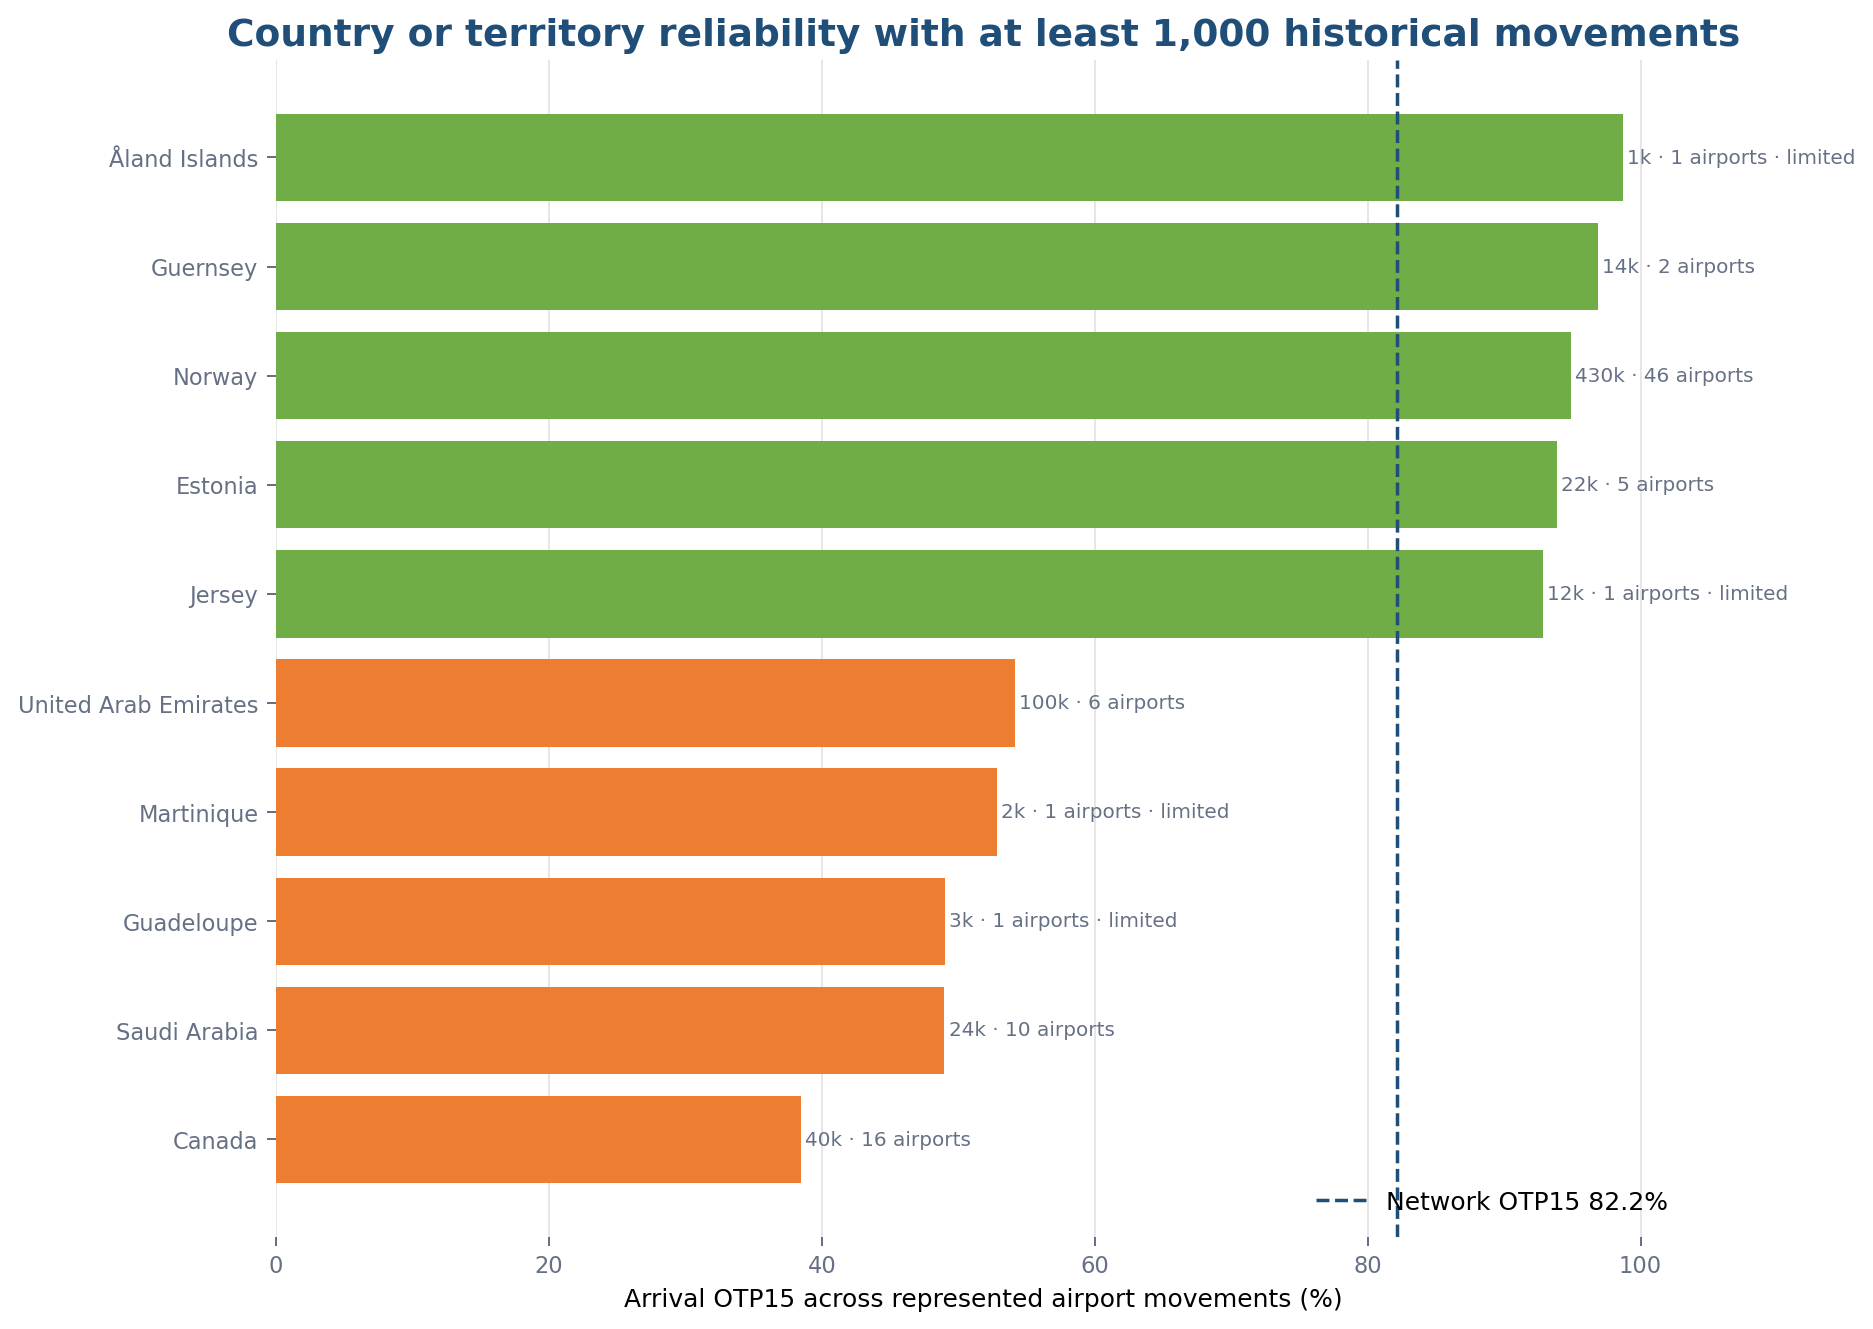 Country or territory reliability with at least 1,000 historical movements
Åland Islands
1k · 1 airports · limited
Guernsey
14k · 2 airports
Norway
430k · 46 airports
Estonia
22k · 5 airports
Jersey
12k · 1 airports · limited
United Arab Emirates
100k · 6 airports
Martinique
2k · 1 airports · limited
Guadeloupe
3k · 1 airports · limited
Saudi Arabia
24k · 10 airports
Canada
40k · 16 airports
Network OTP15 82.2%
0 20 40 60 80 100
Arrival OTP15 across represented airport movements (%)